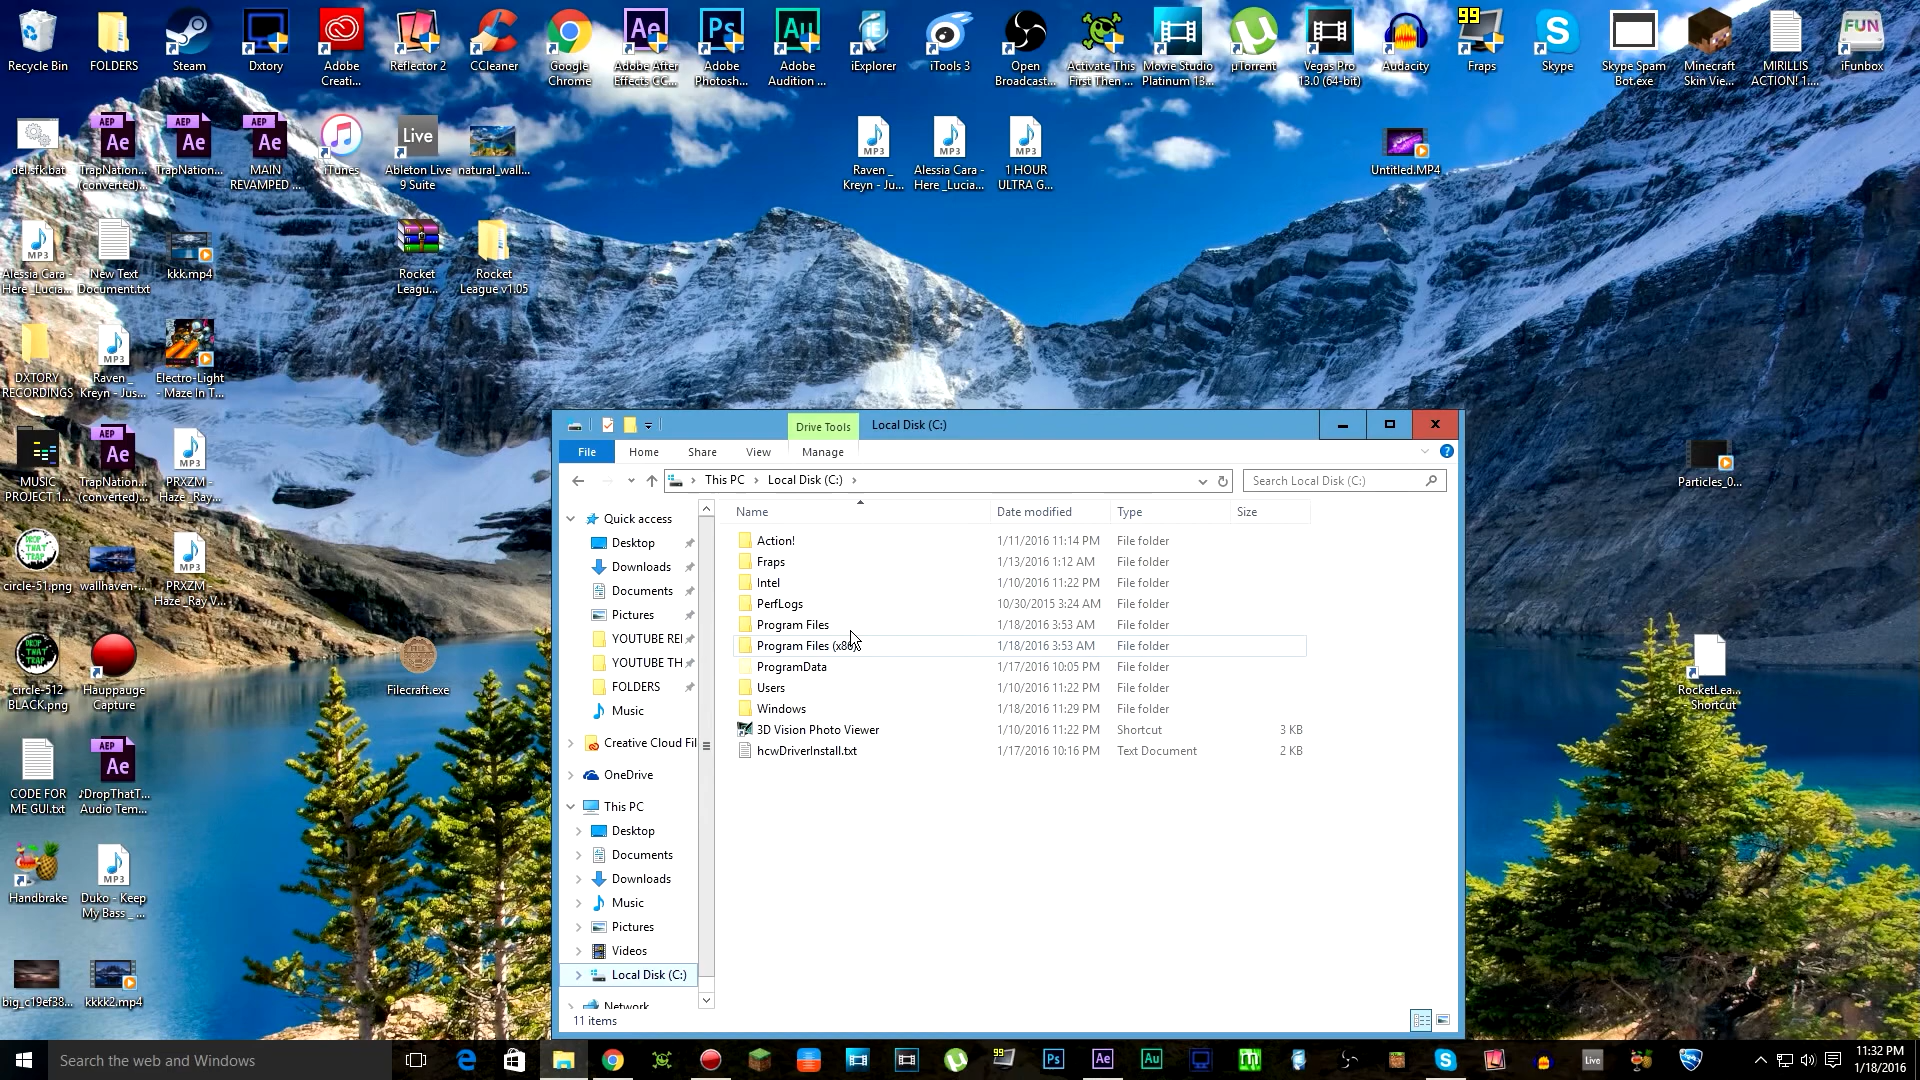 Recycle Bin
FOLDERS
Steam
Dxtory
Adobe
Creati...
Reflector 2
CCleaner
Google
Chrome
Adobe After
Effects CC...
Adobe
Photosh...
Adobe
Audition ...
iExplorer
iTools 3
Open
Broadcast...
Activate This
First Then ...
Movie Studio
Platinum 13...
µTorrent
Vegas Pro
13.0 (64-bit)
Audacity
99
Fraps
Skype
Skype Spam
Bot.exe
Minecraft
Skin Vie...
MIRILLIS
ACTION! 1....
FUN
iFunbox
delsfk.bat
TrapNation...
(converted)...
TrapNation...
MAIN
REVAMPED ...
iTunes
Live
Ableton Live
9 Suite
natural_wall...
Raven _
Kreyn - Ju...
Alessia Cara -
Here _Lucia...
1 HOUR
ULTRA G...
Untitled.MP4
Alessia Cara -
Here _Lucia...
New Text
Document.txt
kkk.mp4
Rocket
Leagu...
Rocket
League v1.05
DXTORY
RECORDINGS
Raven _
Kreyn - Jus...
Electro-Light
- Maze In T...
MUSIC
PROJECT 1...
TrapNation...
(converted)...
PRXZM -
Haze _Ray...
Particles_0...
circle-51.png
wallhaven-...
PRXZM -
Haze _Ray V...
circle-512
BLACK.png
Hauppauge
Capture
Filecraft.exe
RocketLea...
Shortcut
CODE FOR
ME GUI.txt
♪DropThatT...
Audio Tem...
Handbrake
Duko - Keep
My Bass _ ...
big_c19ef38...
kkkk2.mp4
Drive Tools
Local Disk (C:)
File
Home
Share
View
Manage
This PC
Local Disk (C:)
Search Local Disk (C:)
Name
Date modified
Type
Size
Quick access
Desktop
Downloads
Documents
Pictures
YOUTUBE REI
YOUTUBE TH
FOLDERS
Music
Creative Cloud Fil
OneDrive
This PC
Desktop
Documents
Downloads
Music
Pictures
Videos
Local Disk (C:)
Network
Action! 1/11/2016 11:14 PM File folder
Fraps 1/13/2016 1:12 AM File folder
Intel 1/10/2016 11:22 PM File folder
PerfLogs 10/30/2015 3:24 AM File folder
Program Files 1/18/2016 3:53 AM File folder
Program Files (x86) 1/18/2016 3:53 AM File folder
ProgramData 1/17/2016 10:05 PM File folder
Users 1/10/2016 11:22 PM File folder
Windows 1/18/2016 11:29 PM File folder
3D Vision Photo Viewer 1/10/2016 11:22 PM Shortcut 3 KB
hcwDriverInstall.txt 1/17/2016 10:16 PM Text Document 2 KB
11 items
Search the web and Windows
11:32 PM
1/18/2016